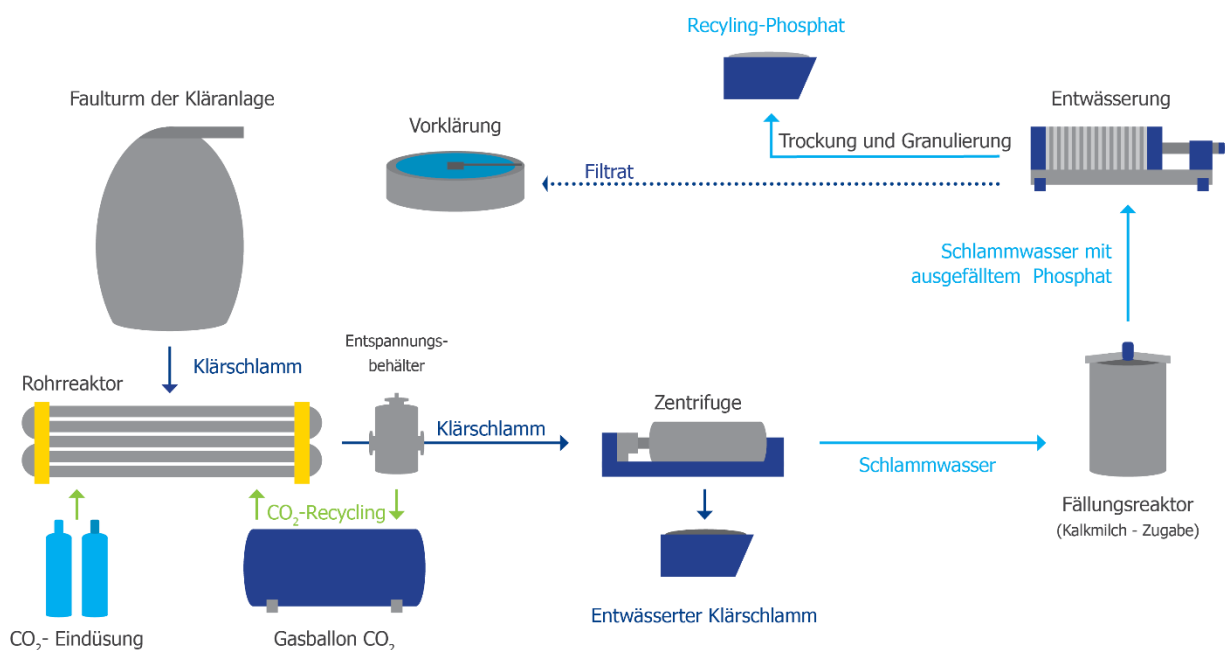 Recyling-Phosphat
Faulturm der Kläranlage
Entwässerung
Vorklärung
Trockung und Granulierung
Filtrat
Schlammwasser mit
ausgefälltem Phosphat
Entspannungs-
behälter
Klärschlamm
Rohrreaktor
Zentrifuge
Klärschlamm
Schlammwasser
Fällungsreaktor
(Kalkmilch - Zugabe)
CO₂-Recycling
Entwässerter Klärschlamm
CO₂- Eindüsung
Gasballon CO₂